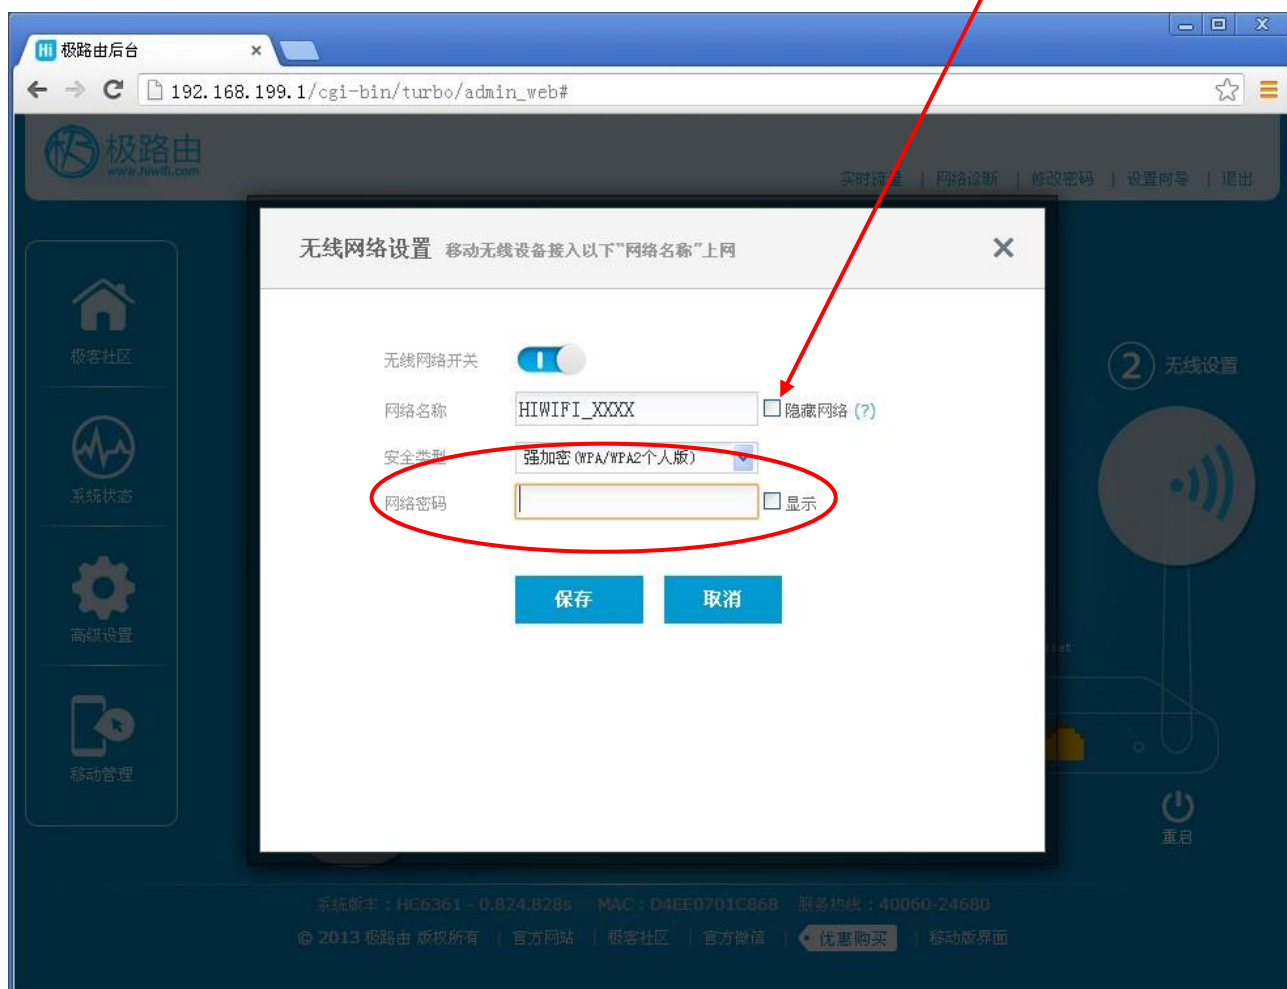 极路由后台
192.168.199.1/cgi-bin/turbo/admin_web#
极路由
www.hiwifi.com
实时流量 | 网络诊断 | 修改密码 | 设置向导 | 退出
无线网络设置 移动无线设备接入以下"网络名称"上网
极客社区
无线网络开关
2 无线设置
网络名称 HIWIFI_XXXX 隐藏网络 (?)
安全类型 强加密(WPA/WPA2个人版)
系统状态
网络密码 显示
保存 取消
高级设置
移动管理
重启
系统版本：HC6361 - 0.824.828s MAC：D4EE0701C868 服务热线：40060-24680
© 2013 极路由 版权所有 | 官方网站 | 极客社区 | 官方微信 | 优惠购买 | 移动版界面